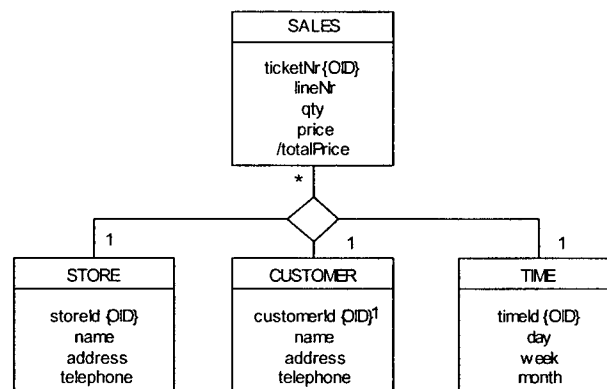 SALES
ticketNr{OID}
lineNr
qty
price
/totalPrice
*
1
1
1
STORE
storeId {OID}
name
address
telephone
CUSTOMER
customerId {OID}1
name
address
telephone
TIME
timeId {OID}
day
week
month